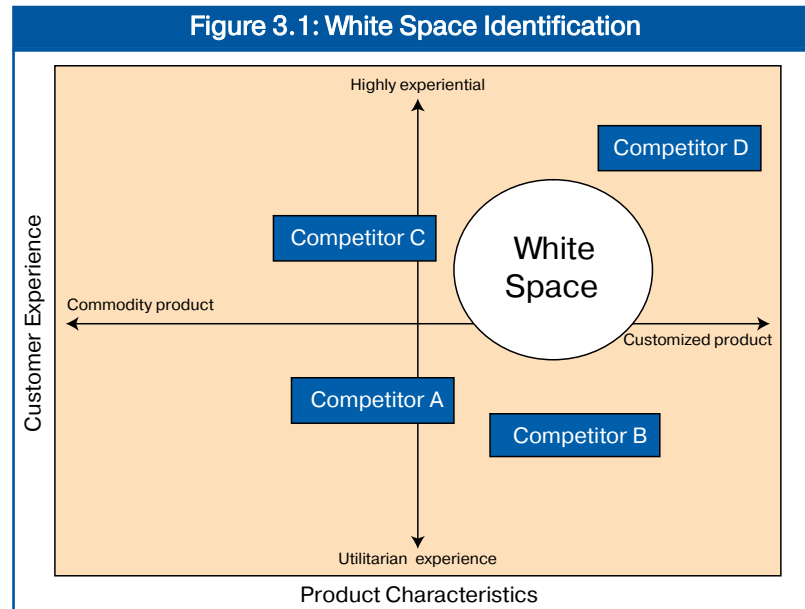 Figure 3.1: White Space Identification
Highly experiential
Competitor D
Competitor C
White
Space
Commodity product
Customized product
Competitor A
Competitor B
Utilitarian experience
Customer Experience
Product Characteristics